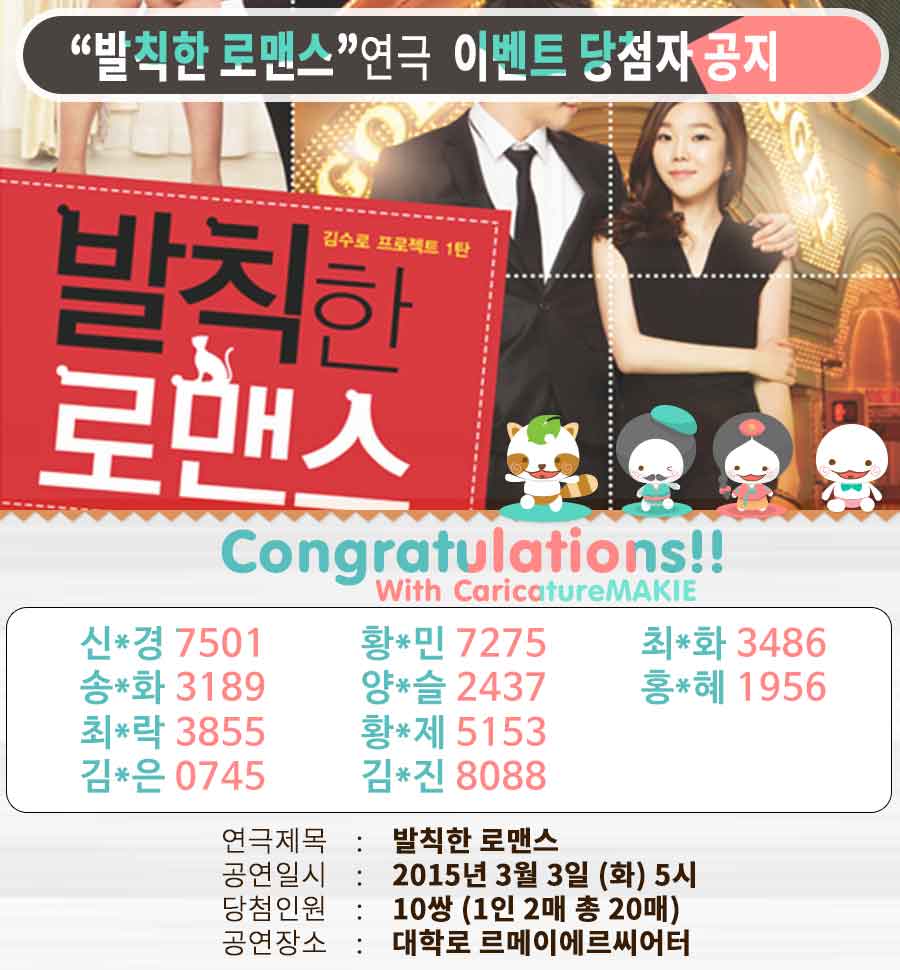 “발칙한 로맨스”연극 이벤트 당첨자 공지
김수로 프로젝트 1탄
발칙한
로맨스
Congratulations!!
With CaricatureMAKIE
신*경 7501 황*민 7275 최*화 3486
송*화 3189 양*슬 2437 홍*혜 1956
최*락 3855 황*제 5153
김*은 0745 김*진 8088
연극제목 : 발칙한 로맨스
공연일시 : 2015년 3월 3일 (화) 5시
당첨인원 : 10쌍 (1인 2매 총 20매)
공연장소 : 대학로 르메이에르씨어터